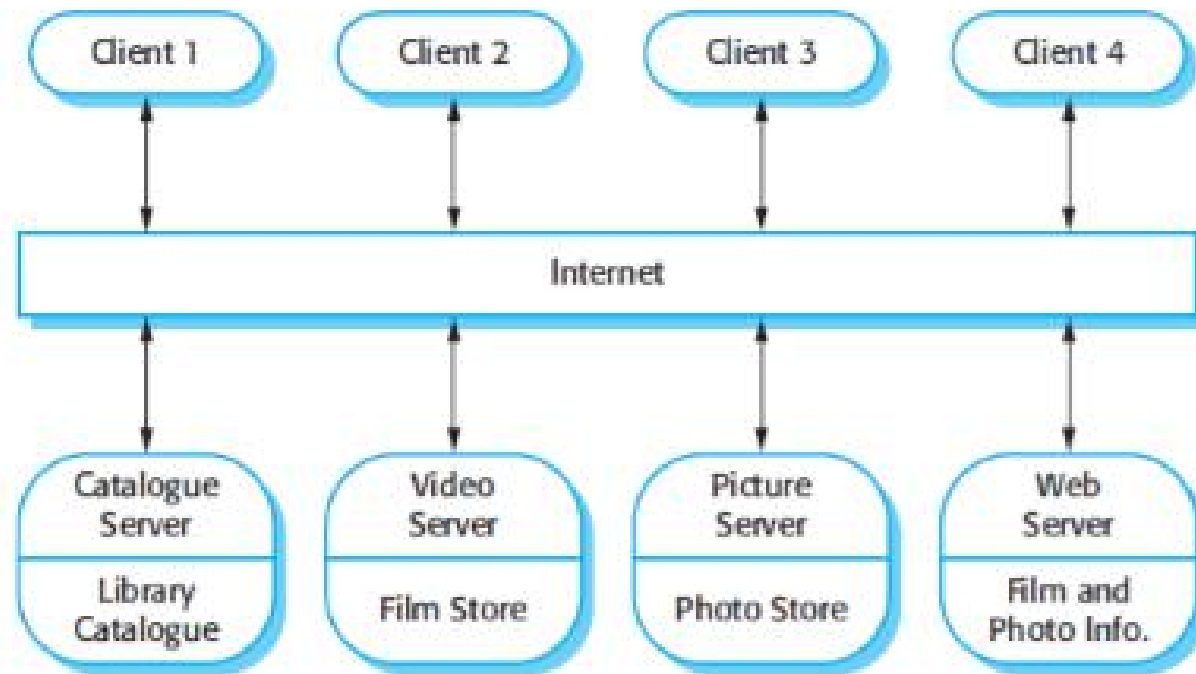 Client 1
Client 2
Client 3
Client 4
Internet
Catalogue
Server
Library
Catalogue
Video
Server
Film Store
Picture
Server
Photo Store
Web
Server
Film and
Photo Info.